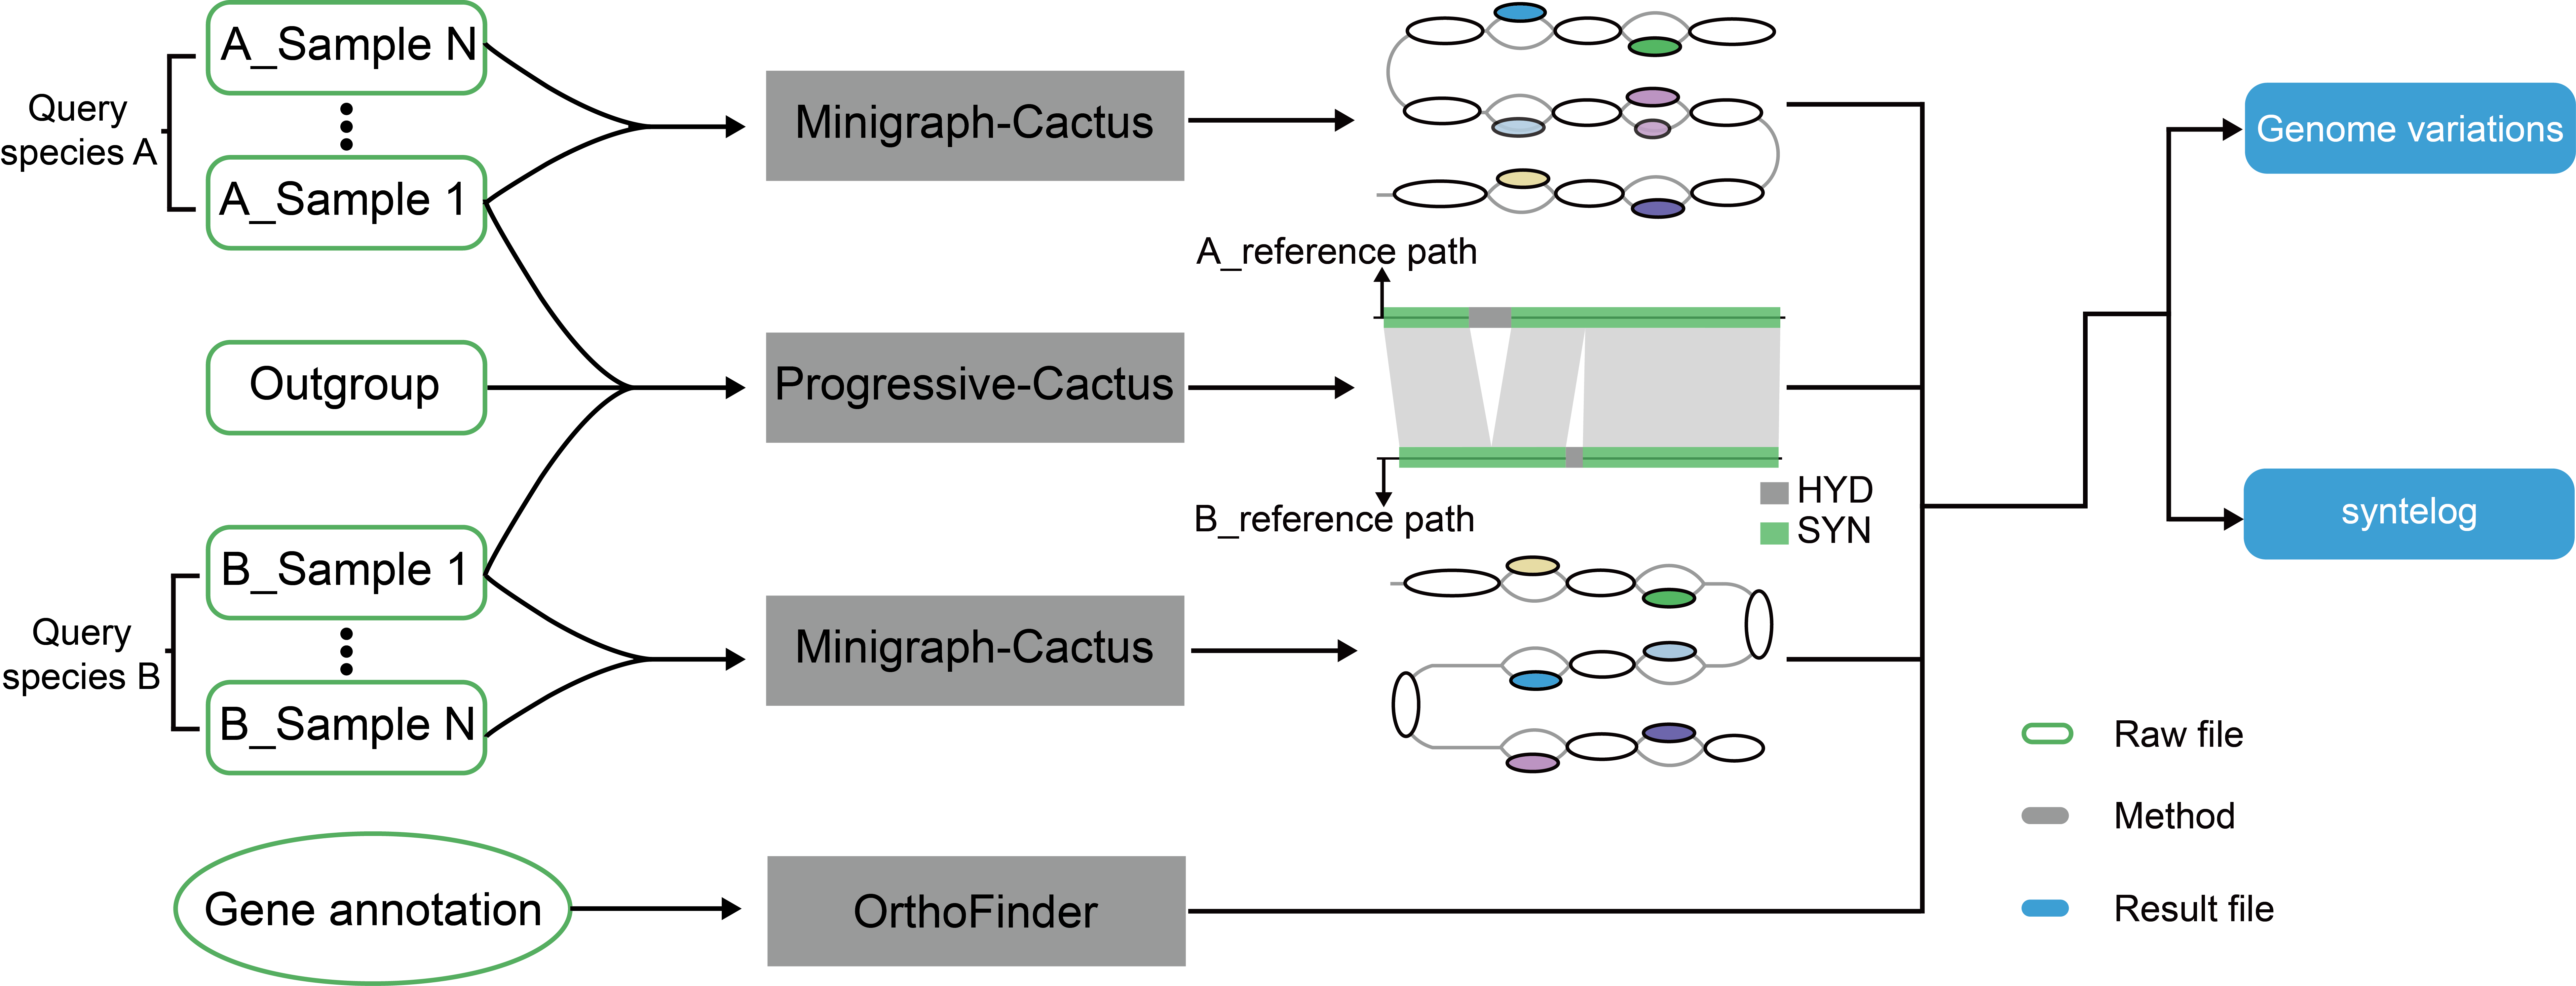 A_Sample N
Query
species A
A_Sample 1
Outgroup
B_Sample 1
Query
species B
B_Sample N
Gene annotation
Minigraph-Cactus
Progressive-Cactus
Minigraph-Cactus
OrthoFinder
A_reference path
B_reference path
HYD
SYN
Genome variations
syntelog
Raw file
Method
Result file